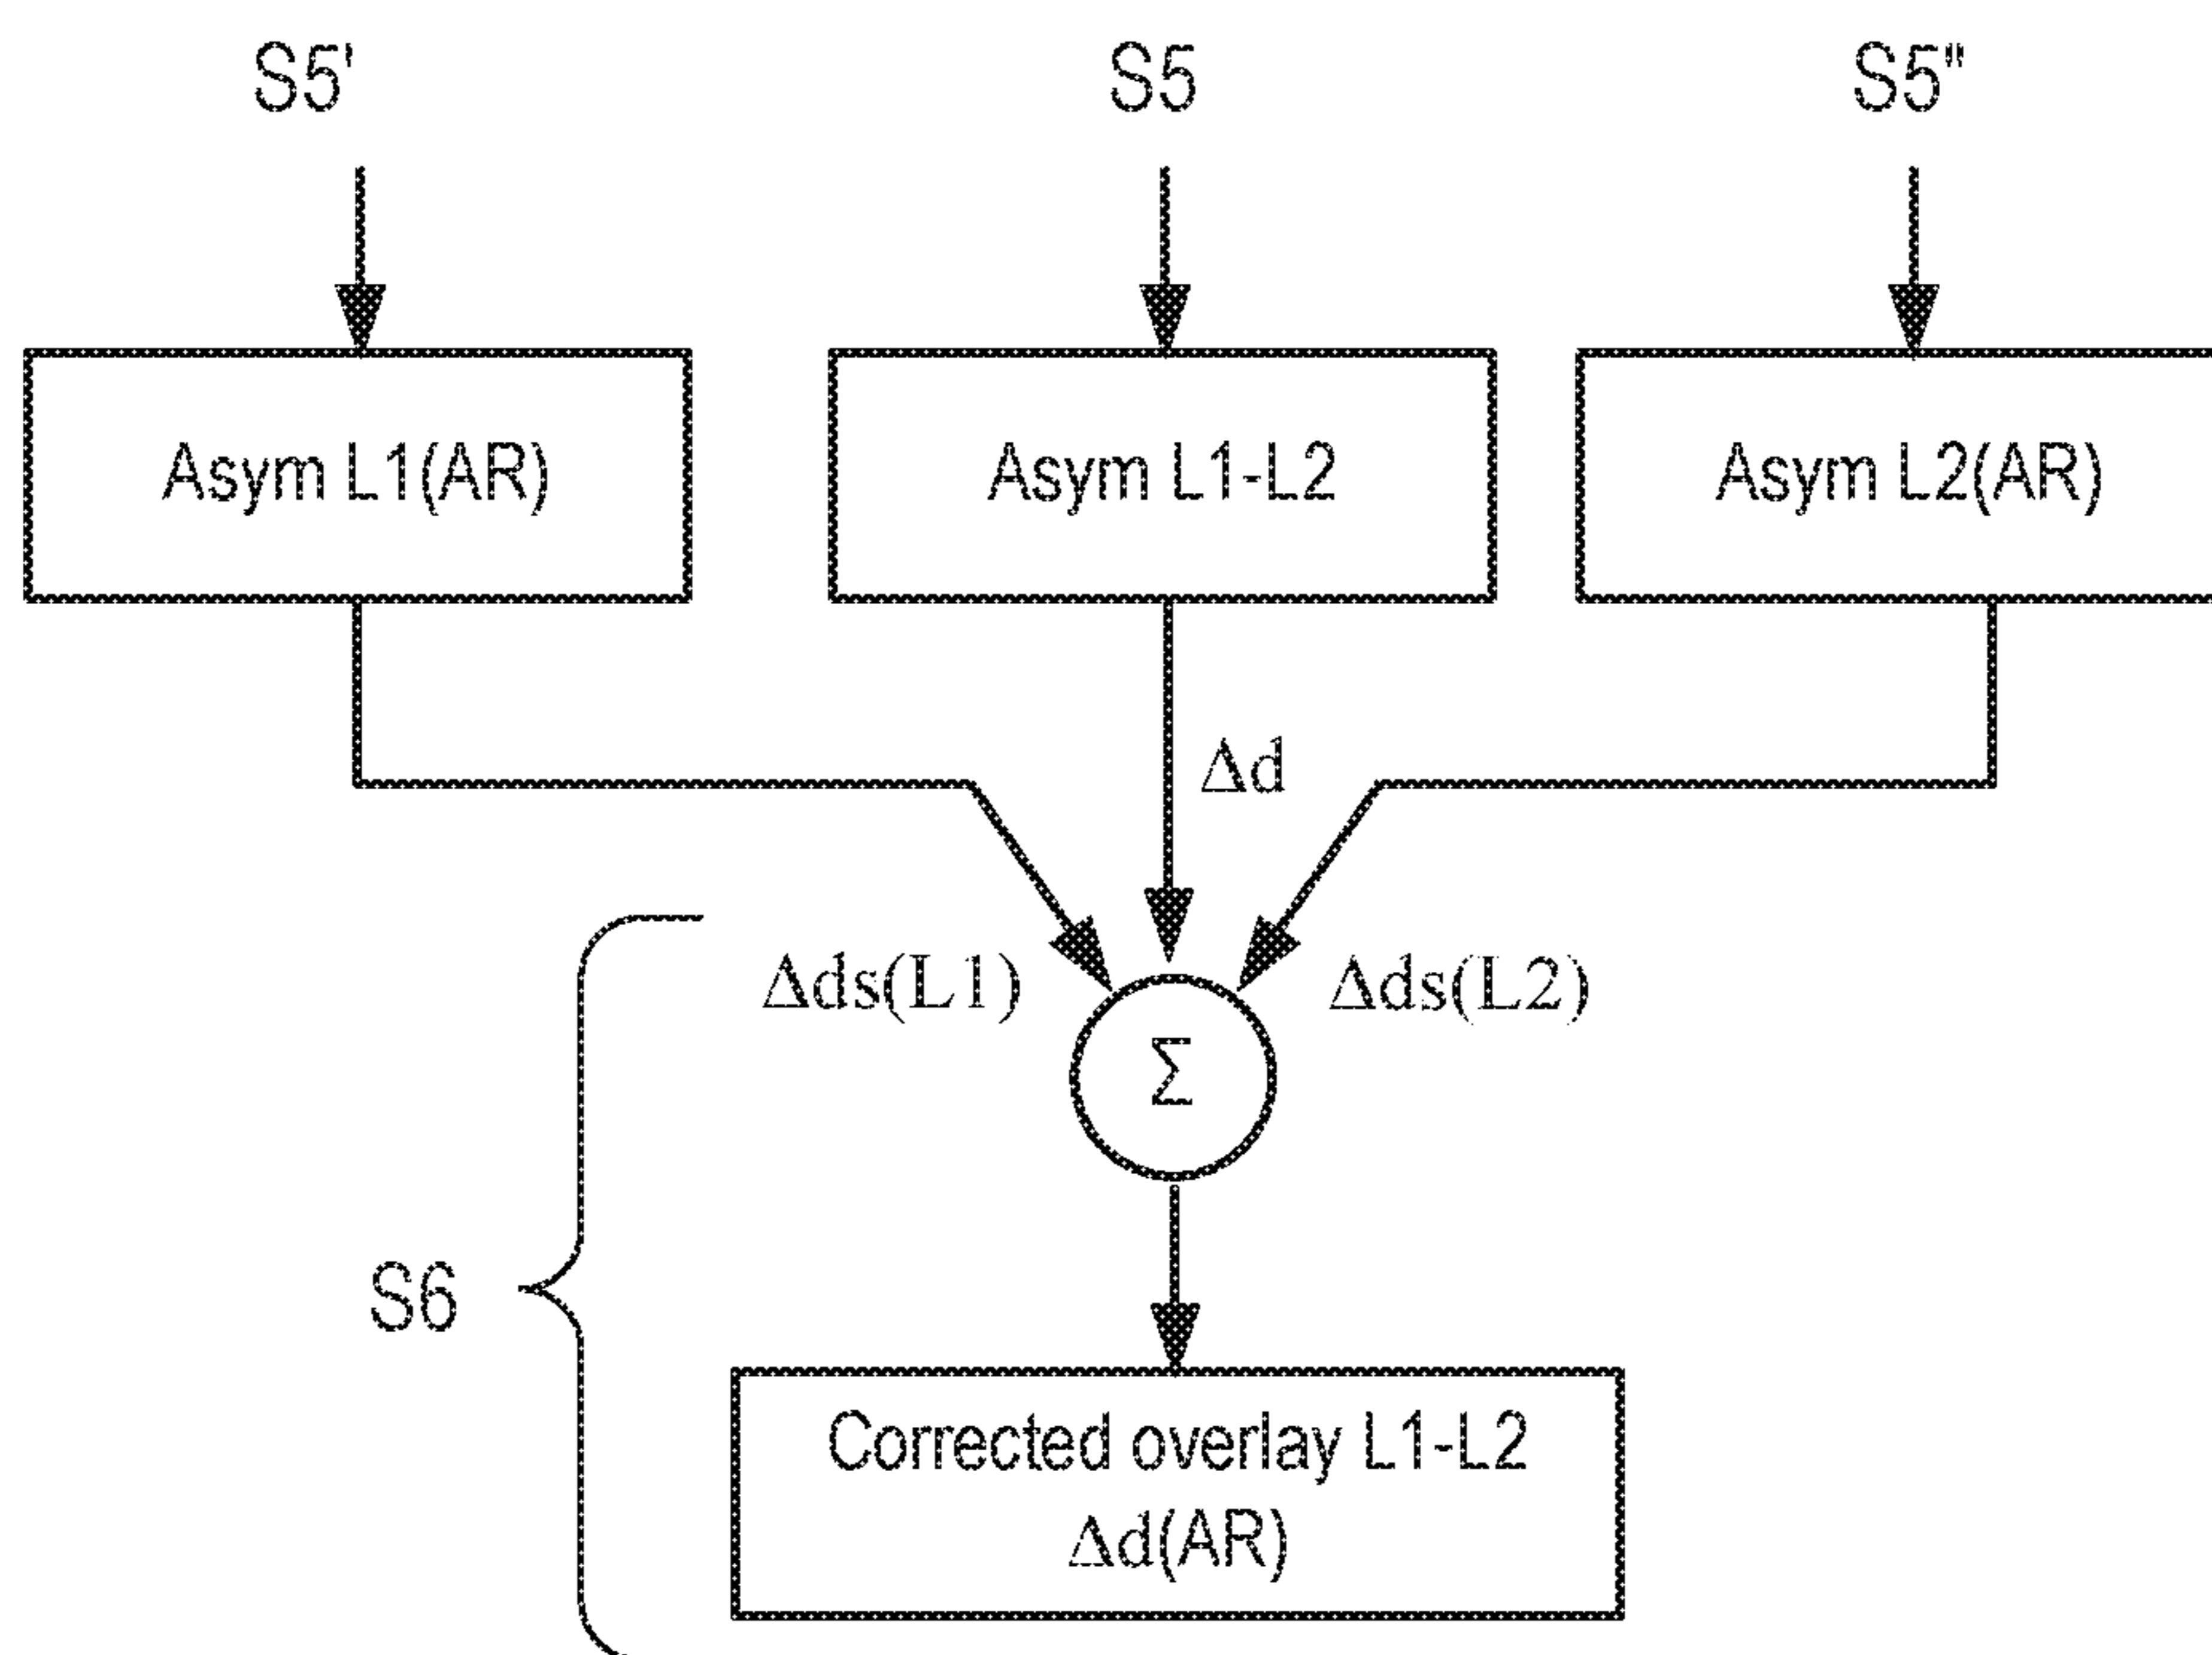 S5'
S5
S5"
Asym L1(AR)
Asym L1-L2
Asym L2(AR)
Δd
Δds(L1)
Δds(L2)
Σ
S6
Corrected overlay L1-L2
Δd(AR)